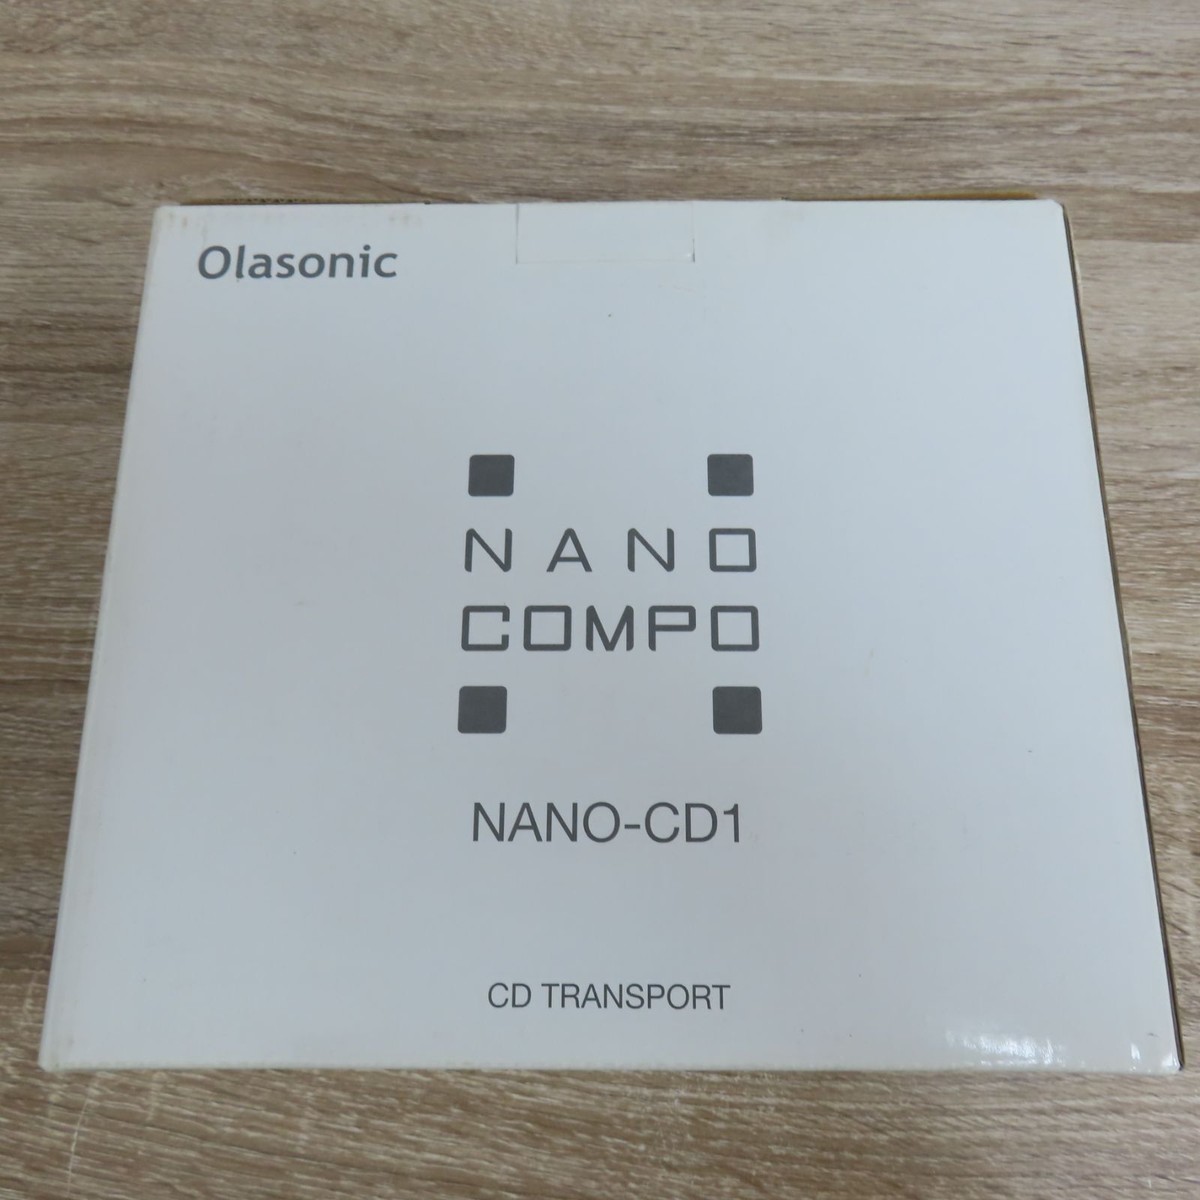 Olasonic
NANO
COMPO
NANO-CD1
CD TRANSPORT